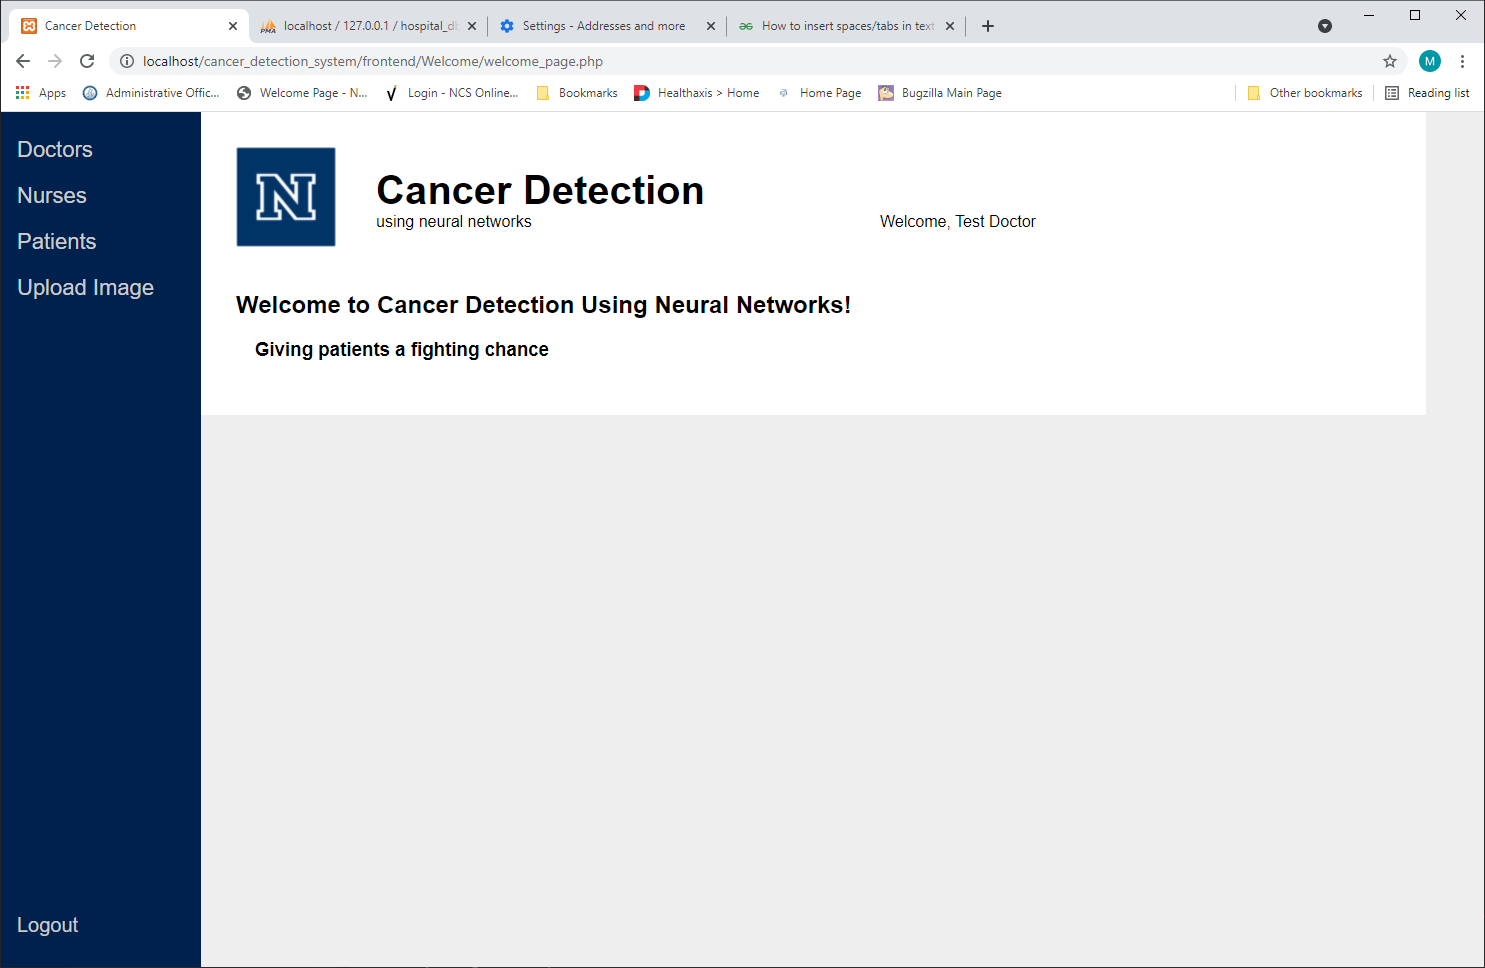 Cancer Detection
localhost / 127.0.0.1 / hospital_db
Settings - Addresses and more
How to insert spaces/tabs in text
localhost/cancer_detection_system/frontend/Welcome/welcome_page.php
M
Apps
Administrative Offic...
Welcome Page - N...
Login - NCS Online...
Bookmarks
Healthaxis > Home
Home Page
Bugzilla Main Page
Other bookmarks
Reading list
Doctors
Nurses
Patients
Upload Image
Logout
N
Cancer Detection
using neural networks
Welcome, Test Doctor
Welcome to Cancer Detection Using Neural Networks!
Giving patients a fighting chance